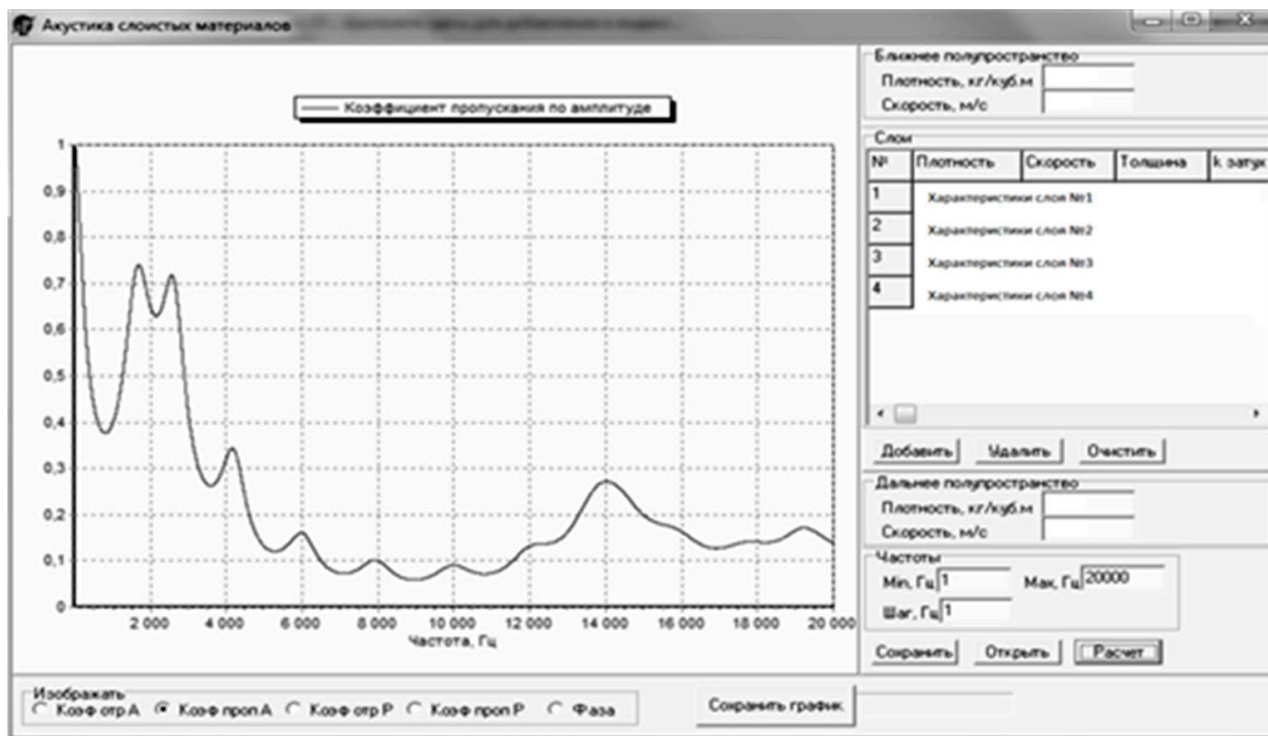 Акустика слоистых материалов
Коэффициент пропускания по амплитуде
1
0,9
0,8
0,7
0,6
0,5
0,4
0,3
0,2
0,1
0
2 000
4 000
6 000
8 000
10 000
12 000
14 000
16 000
18 000
20 000
Частота, Гц
Ближнее полупространство
Плотность, кг/куб.м
Скорость, м/с
Слои
№ Плотность Скорость Толщина k затух
1 Характеристики слоя №1
2 Характеристики слоя №2
3 Характеристики слоя №3
4 Характеристики слоя №4
Добавить Удалить Очистить
Дальнее полупространство
Плотность, кг/куб.м
Скорость, м/с
Частоты
Min, Гц 1 Max, Гц 20000
Шаг, Гц 1
Сохранить Открыть Расчет
Изображать
Коэф отр А Коэф проп А Коэф отр Р Коэф проп Р Фаза
Сохранить график